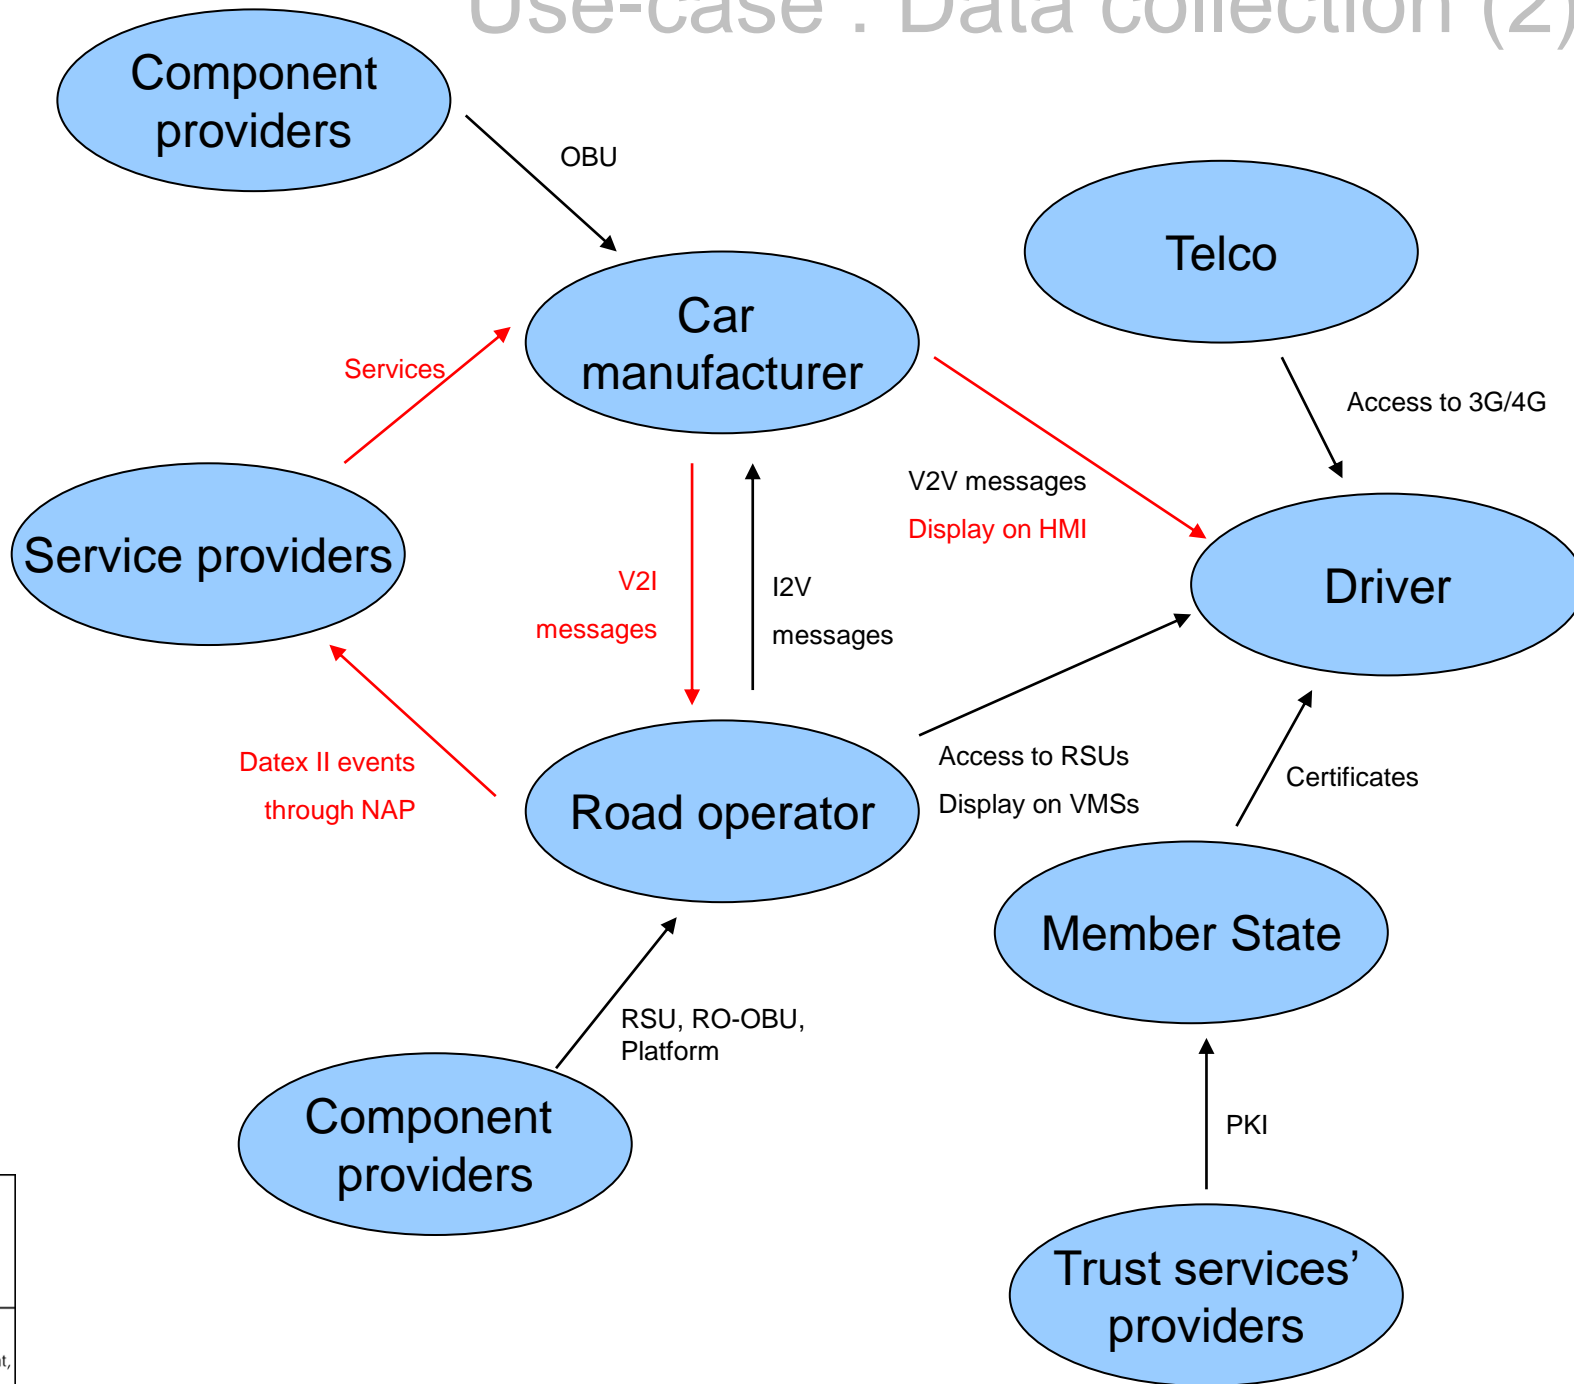 Use-case : Data collection (2)
Component
providers
OBU
Telco
Car
manufacturer
Services
Access to 3G/4G
V2V messages
Display on HMI
Service providers
V2I
messages
I2V
messages
Driver
Datex II events
through NAP
Access to RSUs
Display on VMSs
Certificates
Road operator
Member State
RSU, RO-OBU,
Platform
Component
providers
PKI
Trust services’
providers